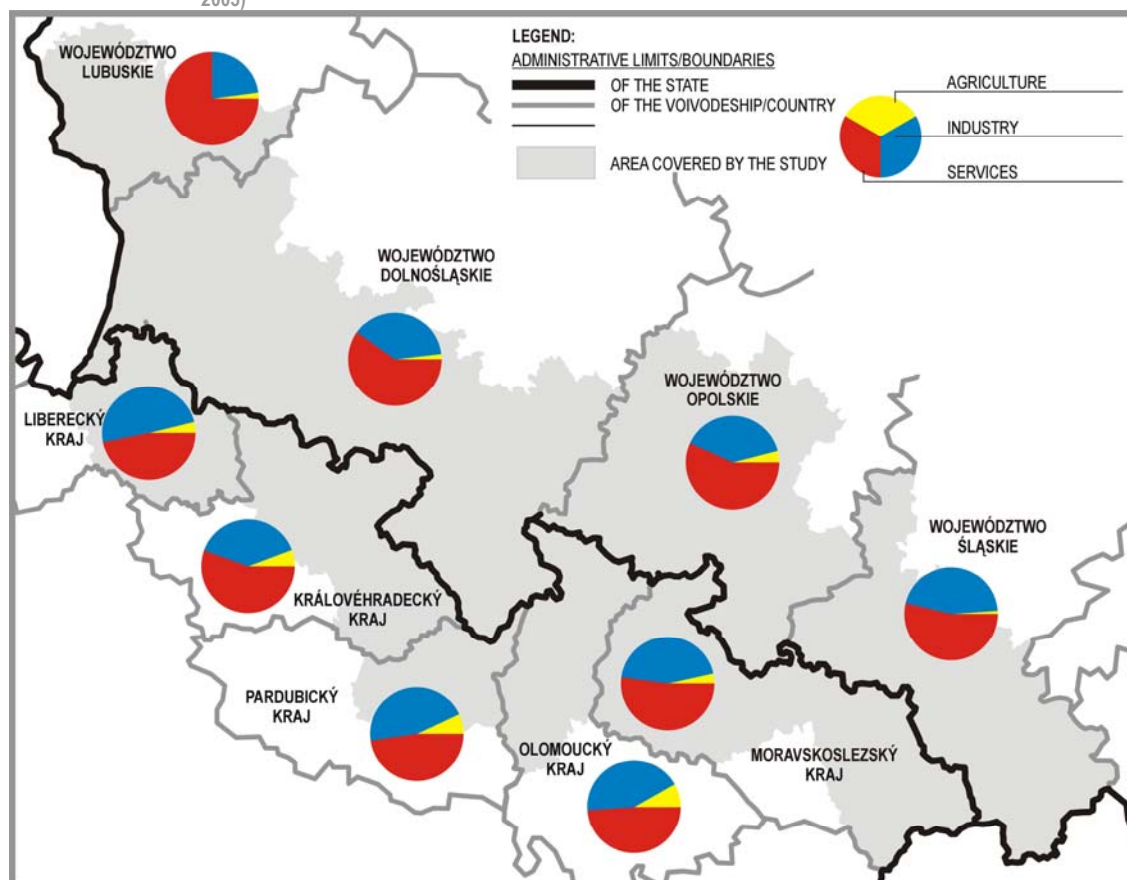 2005)
WOJEWÓDZTWO
LUBUSKIE
LEGEND:
ADMINISTRATIVE LIMITS/BOUNDARIES
OF THE STATE
OF THE VOIVODESHIP/COUNTRY
AREA COVERED BY THE STUDY
AGRICULTURE
INDUSTRY
SERVICES
WOJEWÓDZTWO
DOLNOŚLĄSKIE
WOJEWÓDZTWO
OPOLSKIE
LIBERECKÝ
KRAJ
WOJEWÓDZTWO
ŚLĄSKIE
KRÁLOVÉHRADECKÝ
KRAJ
PARDUBICKÝ
KRAJ
OLOMOUCKÝ
KRAJ
MORAVSKOSLEZSKÝ
KRAJ